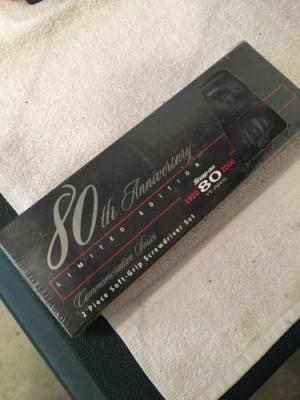 80th Anniversary
LIMITED EDITION
Commemorative Series
2 Piece Soft-Grip Screwdriver Set
Snap-on
1920 80 2000
YEARS